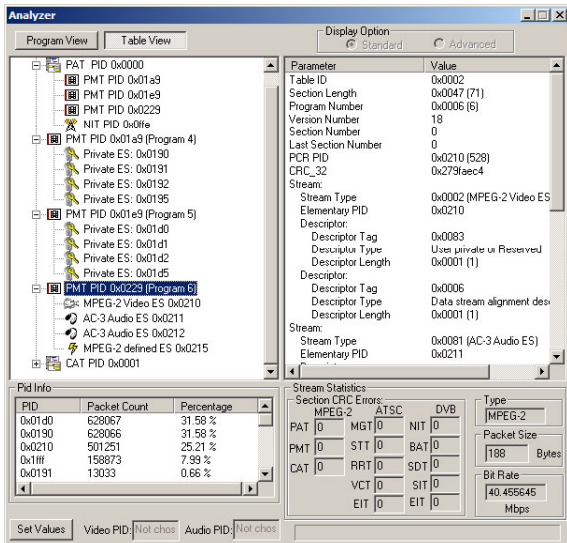 Analyzer
Program View
Table View
Display Option
Standard
Advanced
PAT PID 0x0000
PMT PID 0x01a9
PMT PID 0x01e9
PMT PID 0x0229
NIT PID 0x0ffe
PMT PID 0x01a9 (Program 4)
Private ES: 0x0190
Private ES: 0x0191
Private ES: 0x0192
Private ES: 0x0195
PMT PID 0x01e9 (Program 5)
Private ES: 0x01d0
Private ES: 0x01d1
Private ES: 0x01d2
Private ES: 0x01d5
PMT PID 0x0229 (Program 6)
MPEG-2 Video ES 0x0210
AC-3 Audio ES 0x0211
AC-3 Audio ES 0x0212
MPEG-2 defined ES 0x0215
CAT PID 0x0001
Parameter Value
Table ID 0x0002
Section Length 0x0047 (71)
Program Number 0x0006 (6)
Version Number 18
Section Number 0
Last Section Number 0
PCR PID 0x0210 (528)
CRC_32 0x279faec4
Stream:
Stream Type 0x0002 (MPEG-2 Video ES
Elementary PID 0x0210
Descriptor:
Descriptor Tag 0x0083
Descriptor Type User private or Reserved
Descriptor Length 0x0001 (1)
Descriptor:
Descriptor Tag 0x0006
Descriptor Type Data stream alignment des
Descriptor Length 0x0001 (1)
Stream:
Stream Type 0x0081 (AC-3 Audio ES)
Elementary PID 0x0211
Pid Info
PID Packet Count Percentage
0x01d0 628067 31.58 %
0x0190 628066 31.58 %
0x0210 501251 25.21 %
0x1fff 158873 7.99 %
0x0191 13033 0.66 %
Stream Statistics
Section CRC Errors:
MPEG-2 ATSC DVB
PAT 0 MGT 0 NIT 0
PMT 0 STT 0 BAT 0
CAT 0 RRT 0 SDT 0
VCT 0 SIT 0
EIT 0 EIT 0
Type
MPEG-2
Packet Size
188 Bytes
Bit Rate
40.455645
Mbps
Set Values
Video PID: Not chos
Audio PID: Not chos